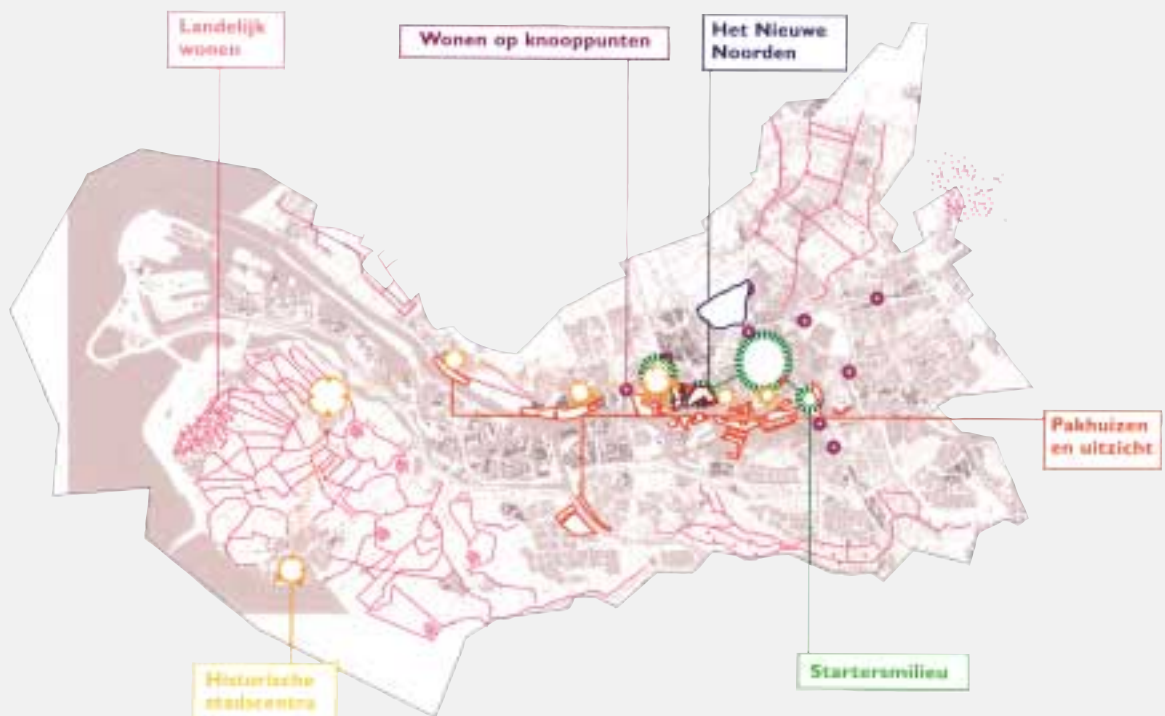 Landelijk
wonen
Wonen op knooppunten
Het Nieuwe
Noorden
Pakhuizen
en uitzicht
Historische
stadscentra
Startersmilieu